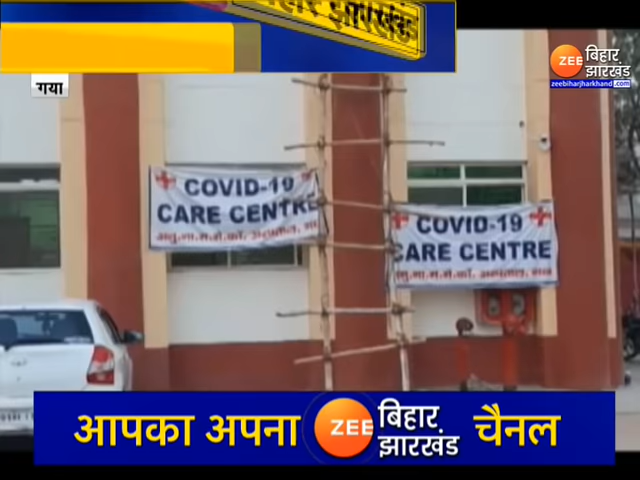 बिहार झारखंड
ZEE
बिहार
झारखंड
zeebiharjharkhand.com
गया
COVID-19
CARE CENTRE
COVID-19
CARE CENTRE
आपका अपना ZEE बिहार झारखंड चैनल